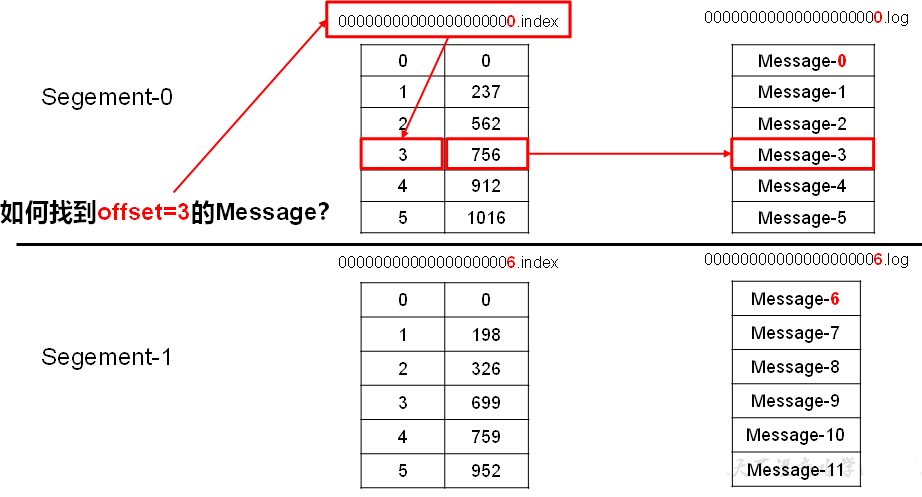 00000000000000000000.index
00000000000000000000.log
Segement-0
0 0
1 237
2 562
3 756
4 912
5 1016
Message-0
Message-1
Message-2
Message-3
Message-4
Message-5
如何找到offset=3的Message?
00000000000000000006.index
00000000000000000006.log
Segement-1
0 0
1 198
2 326
3 699
4 759
5 952
Message-6
Message-7
Message-8
Message-9
Message-10
Message-11